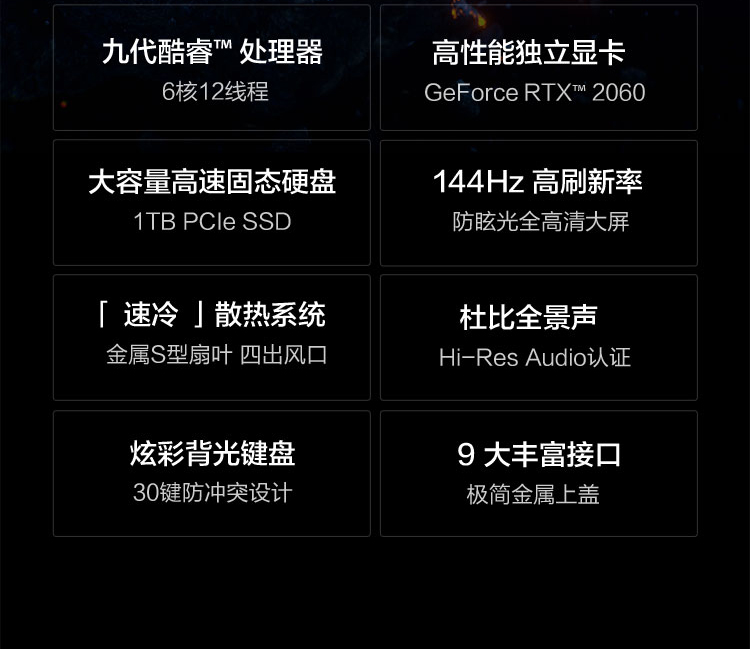 九代酷睿™ 处理器
6核12线程
高性能独立显卡
GeForce RTX™ 2060
大容量高速固态硬盘
1TB PCIe SSD
144Hz 高刷新率
防眩光全高清大屏
「 速冷 」散热系统
金属S型扇叶 四出风口
杜比全景声
Hi-Res Audio认证
炫彩背光键盘
30键防冲突设计
9 大丰富接口
极简金属上盖